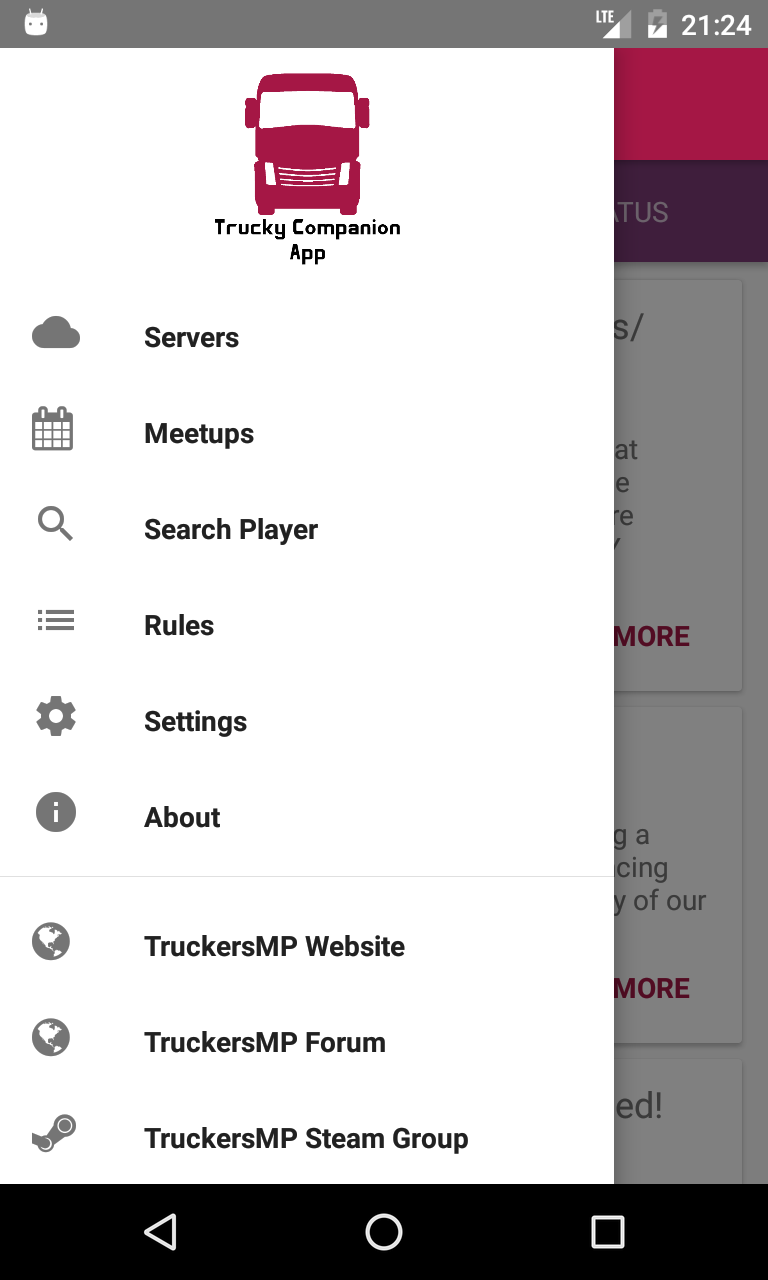 LTE 21:24
Trucky Companion
App
Servers
Meetups
Search Player
Rules
Settings
About
TruckersMP Website
TruckersMP Forum
TruckersMP Steam Group
ATUS
s/
at
e
re
MORE
g a
cing
y of our
MORE
ed!